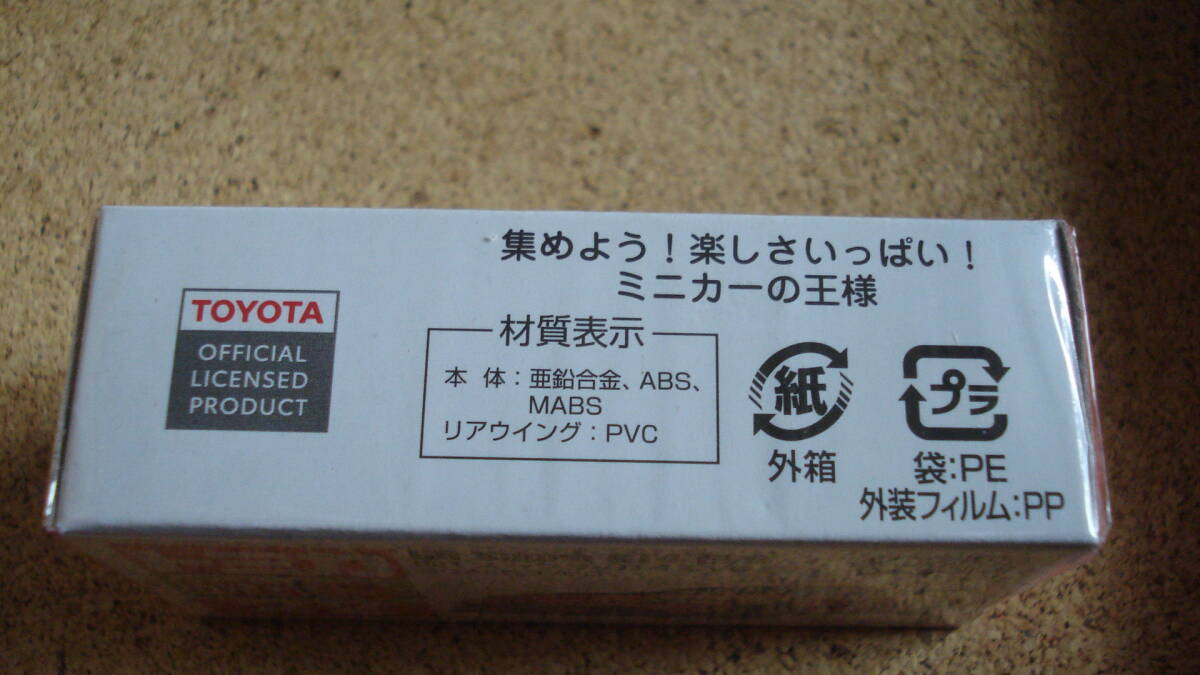 集めよう！楽しさいっぱい！
ミニカーの王様
TOYOTA
OFFICIAL
LICENSED
PRODUCT
材質表示
本 体：亜鉛合金、ABS、
MABS
リアウイング：PVC
紙
外箱
プラ
袋:PE
外装フィルム:PP